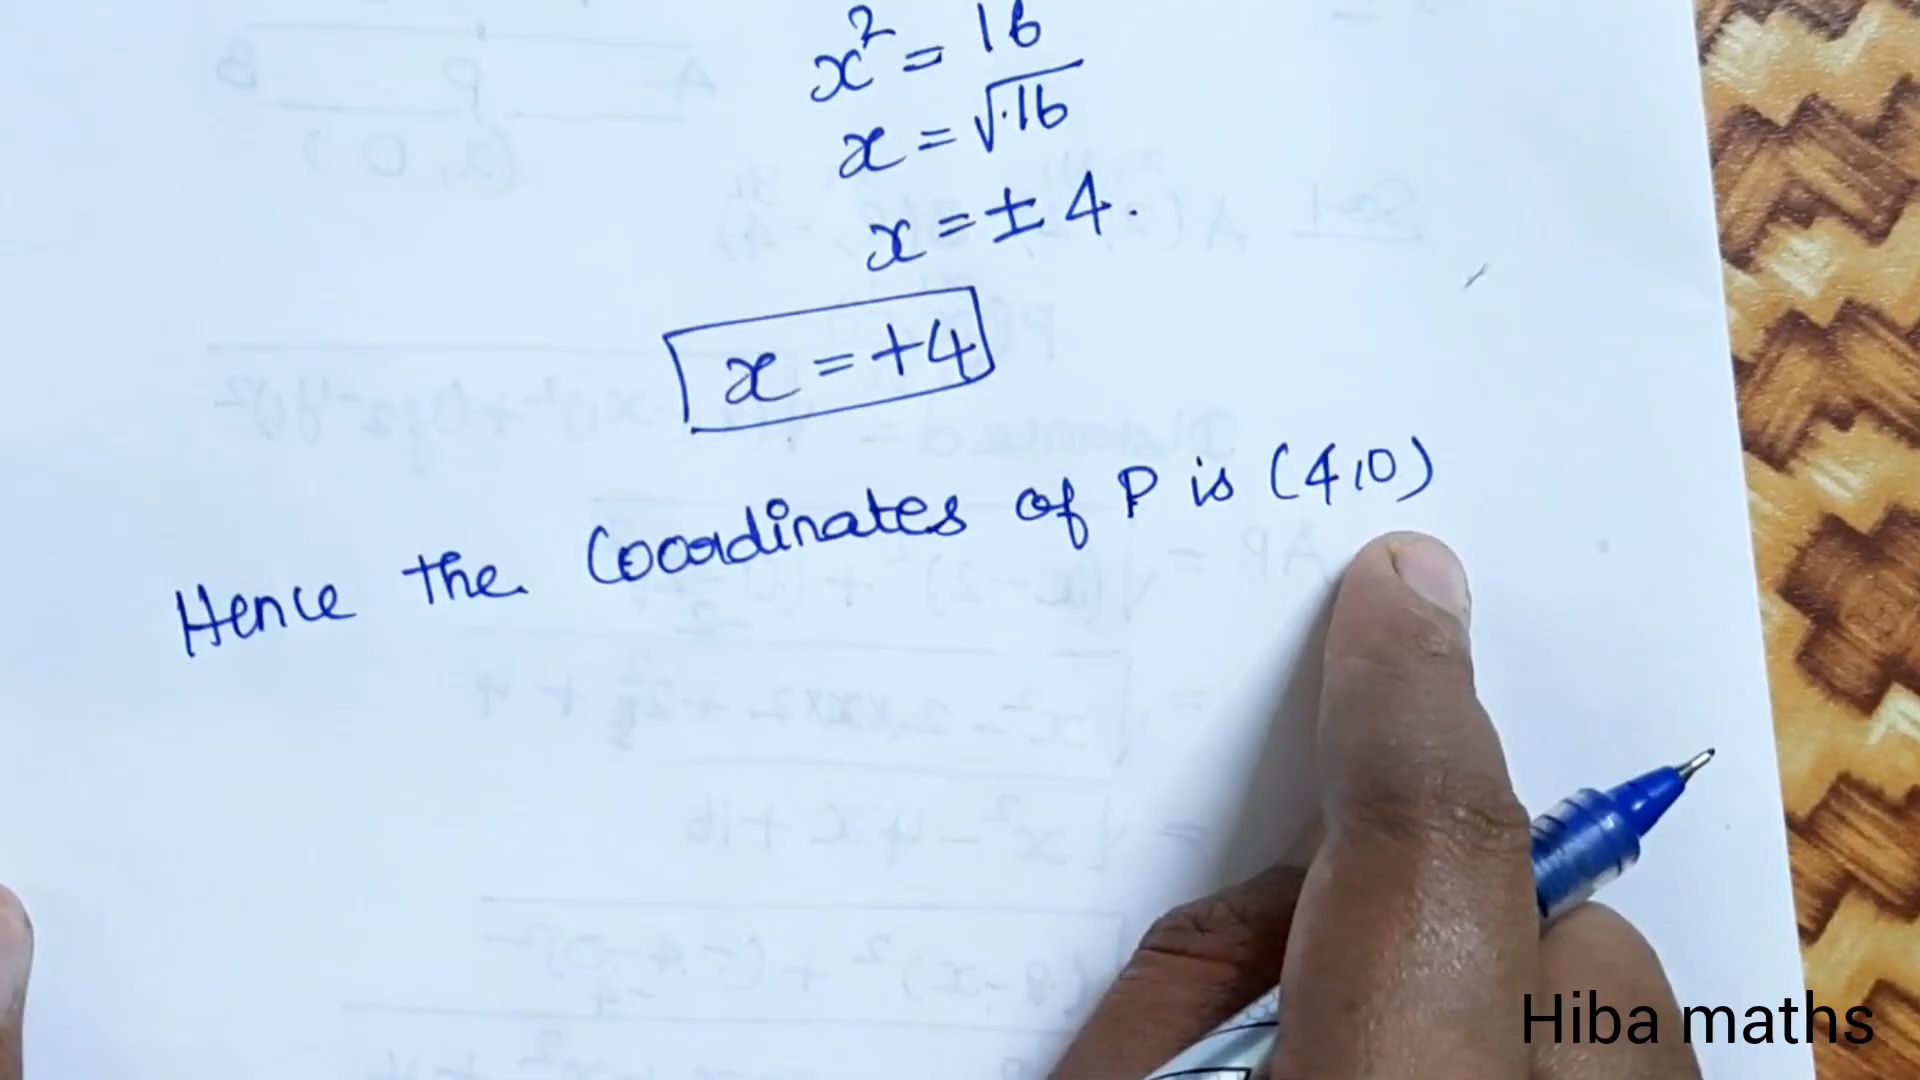 x² = 16
x = √16
x = ± 4.
x = +4
Hence the Coordinates of P is (4,0)
Hiba maths